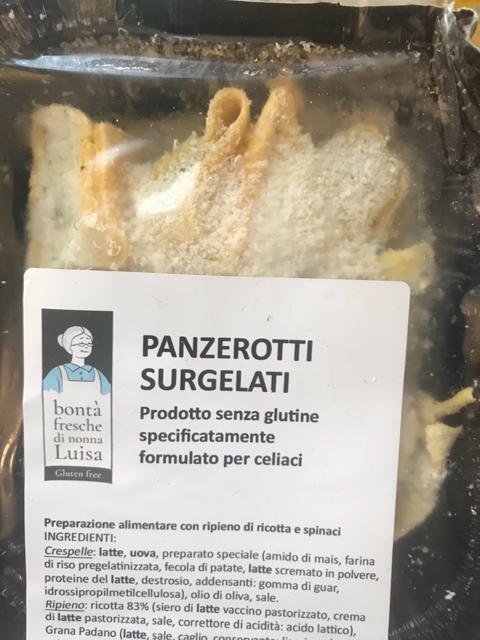 bontà
fresche
di nonna
Luisa
Gluten free
PANZEROTTI
SURGELATI
Prodotto senza glutine
specificatamente
formulato per celiaci
Preparazione alimentare con ripieno di ricotta e spinaci
INGREDIENTI:
Crespelle: latte, uova, preparato speciale (amido di mais, farina
di riso pregelatinizzata, fecola di patate, latte scremato in polvere,
proteine del latte, destrosio, addensanti: gomma di guar,
idrossipropilmetilcellulosa), olio di oliva, sale.
Ripieno: ricotta 83% (siero di latte vaccino pastorizzato, crema
di latte pastorizzata, sale, correttore di acidità: acido lattico),
Grana Padano (latte, sale, caglio, conservante: